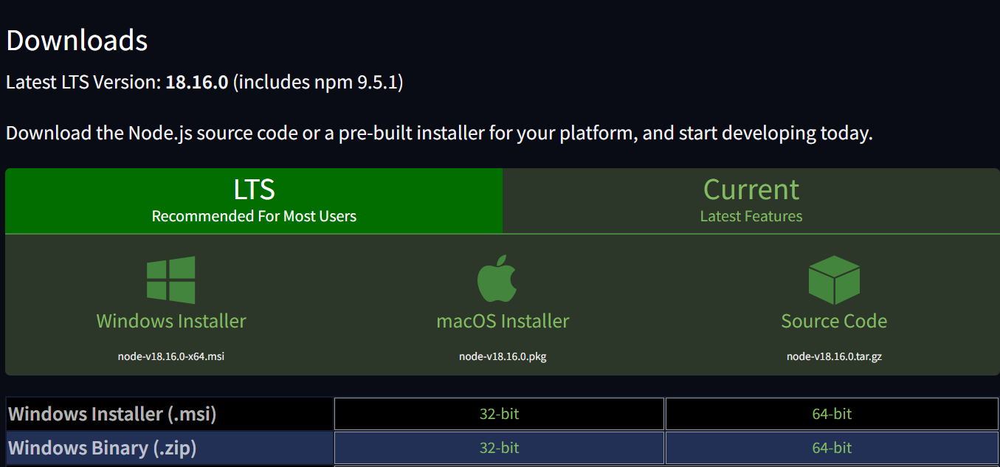 Downloads
Latest LTS Version: 18.16.0 (includes npm 9.5.1)
Download the Node.js source code or a pre-built installer for your platform, and start developing today.
LTS
Recommended For Most Users
Current
Latest Features
Windows Installer
node-v18.16.0-x64.msi
macOS Installer
node-v18.16.0.pkg
Source Code
node-v18.16.0.tar.gz
Windows Installer (.msi) 32-bit 64-bit
Windows Binary (.zip) 32-bit 64-bit